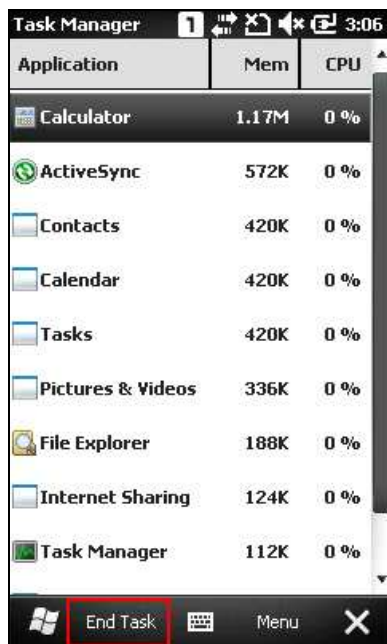 Task Manager 1 3:06
Application Mem CPU
Calculator 1.17M 0 %
ActiveSync 572K 0 %
Contacts 420K 0 %
Calendar 420K 0 %
Tasks 420K 0 %
Pictures & Videos 336K 0 %
File Explorer 188K 0 %
Internet Sharing 124K 0 %
Task Manager 112K 0 %
End Task Menu